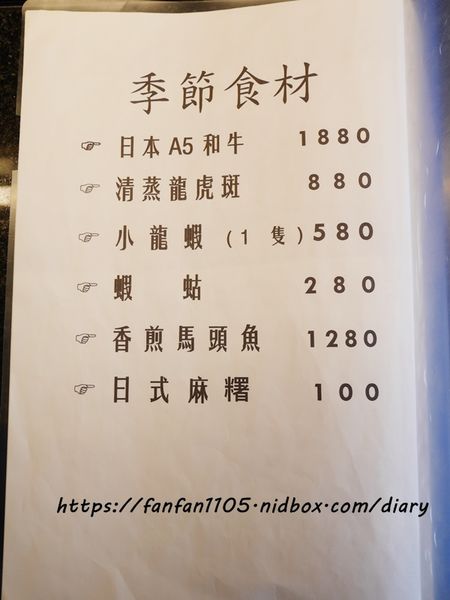 季節食材
☞ 日本A5和牛 1880
☞ 清蒸龍虎斑 880
☞ 小龍蝦(1隻) 580
☞ 蝦蛄 280
☞ 香煎馬頭魚 1280
☞ 日式麻糬 100
https://fanfan1105.nidbox.com/diary